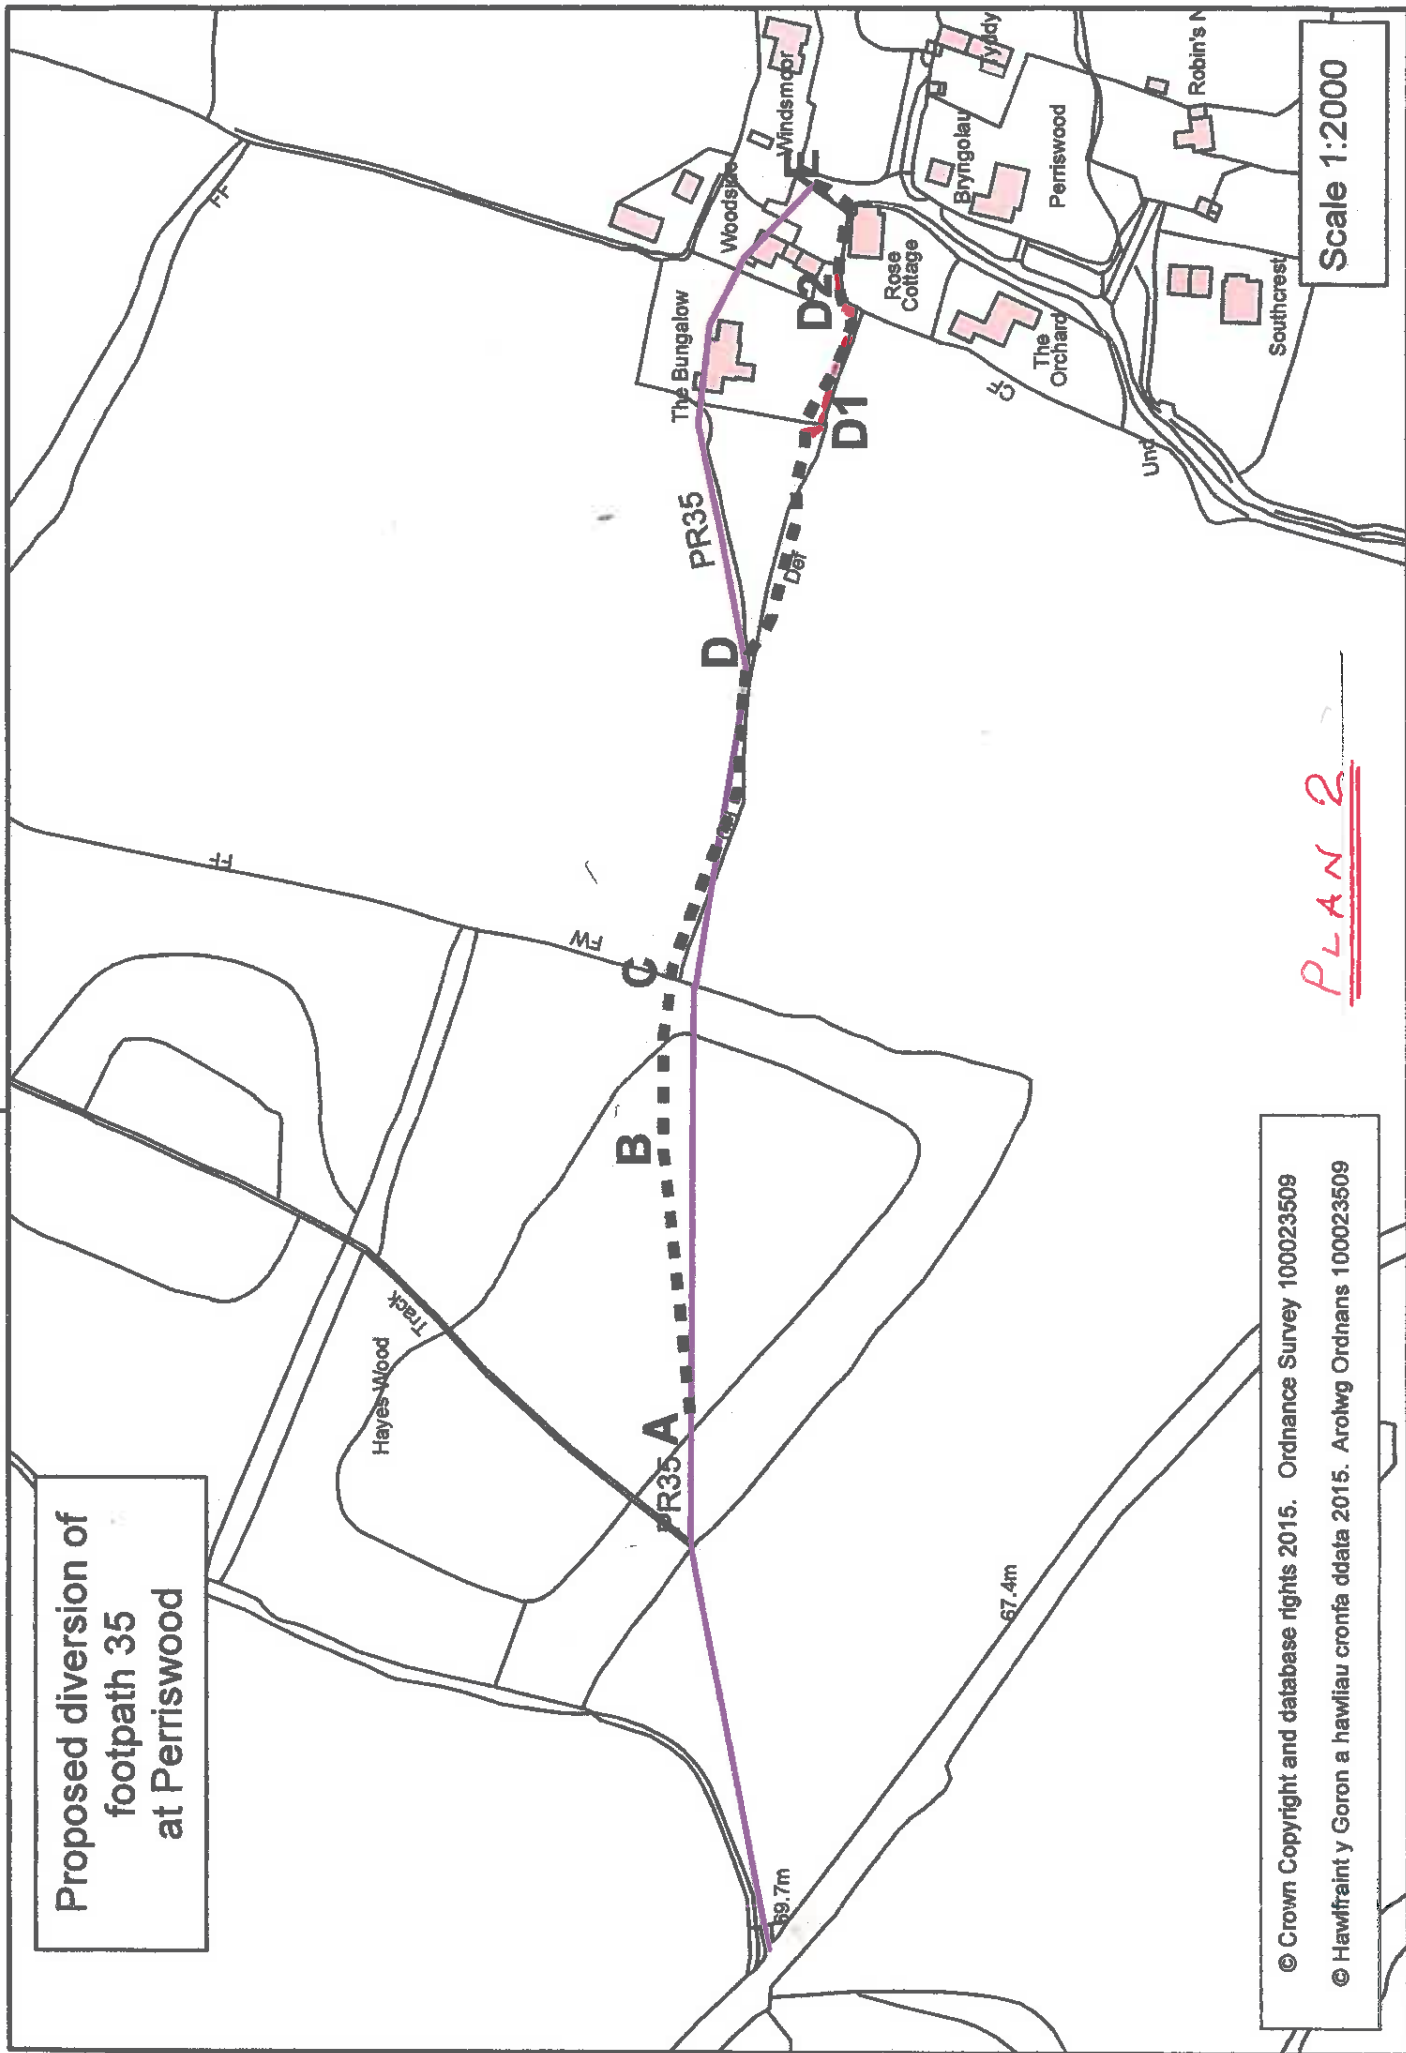 Proposed diversion of
footpath 35
at Perriswood
FF
FF
FW
Track
Hayes Wood
PR35
A
B
C
D
PR35
Def
D1
D2
E
The Bungalow
Woodside
Windsmoor
Rose
Cottage
The
Orchard
CF
Und
Bryngolau
Perriswood
Tyddy
Robin's N
Southcrest
69.7m
67.4m
Scale 1:2000
PLAN 2
© Crown Copyright and database rights 2015. Ordnance Survey 100023509
© Hawlfraint y Goron a hawliau cronfa ddata 2015. Arolwg Ordnans 100023509